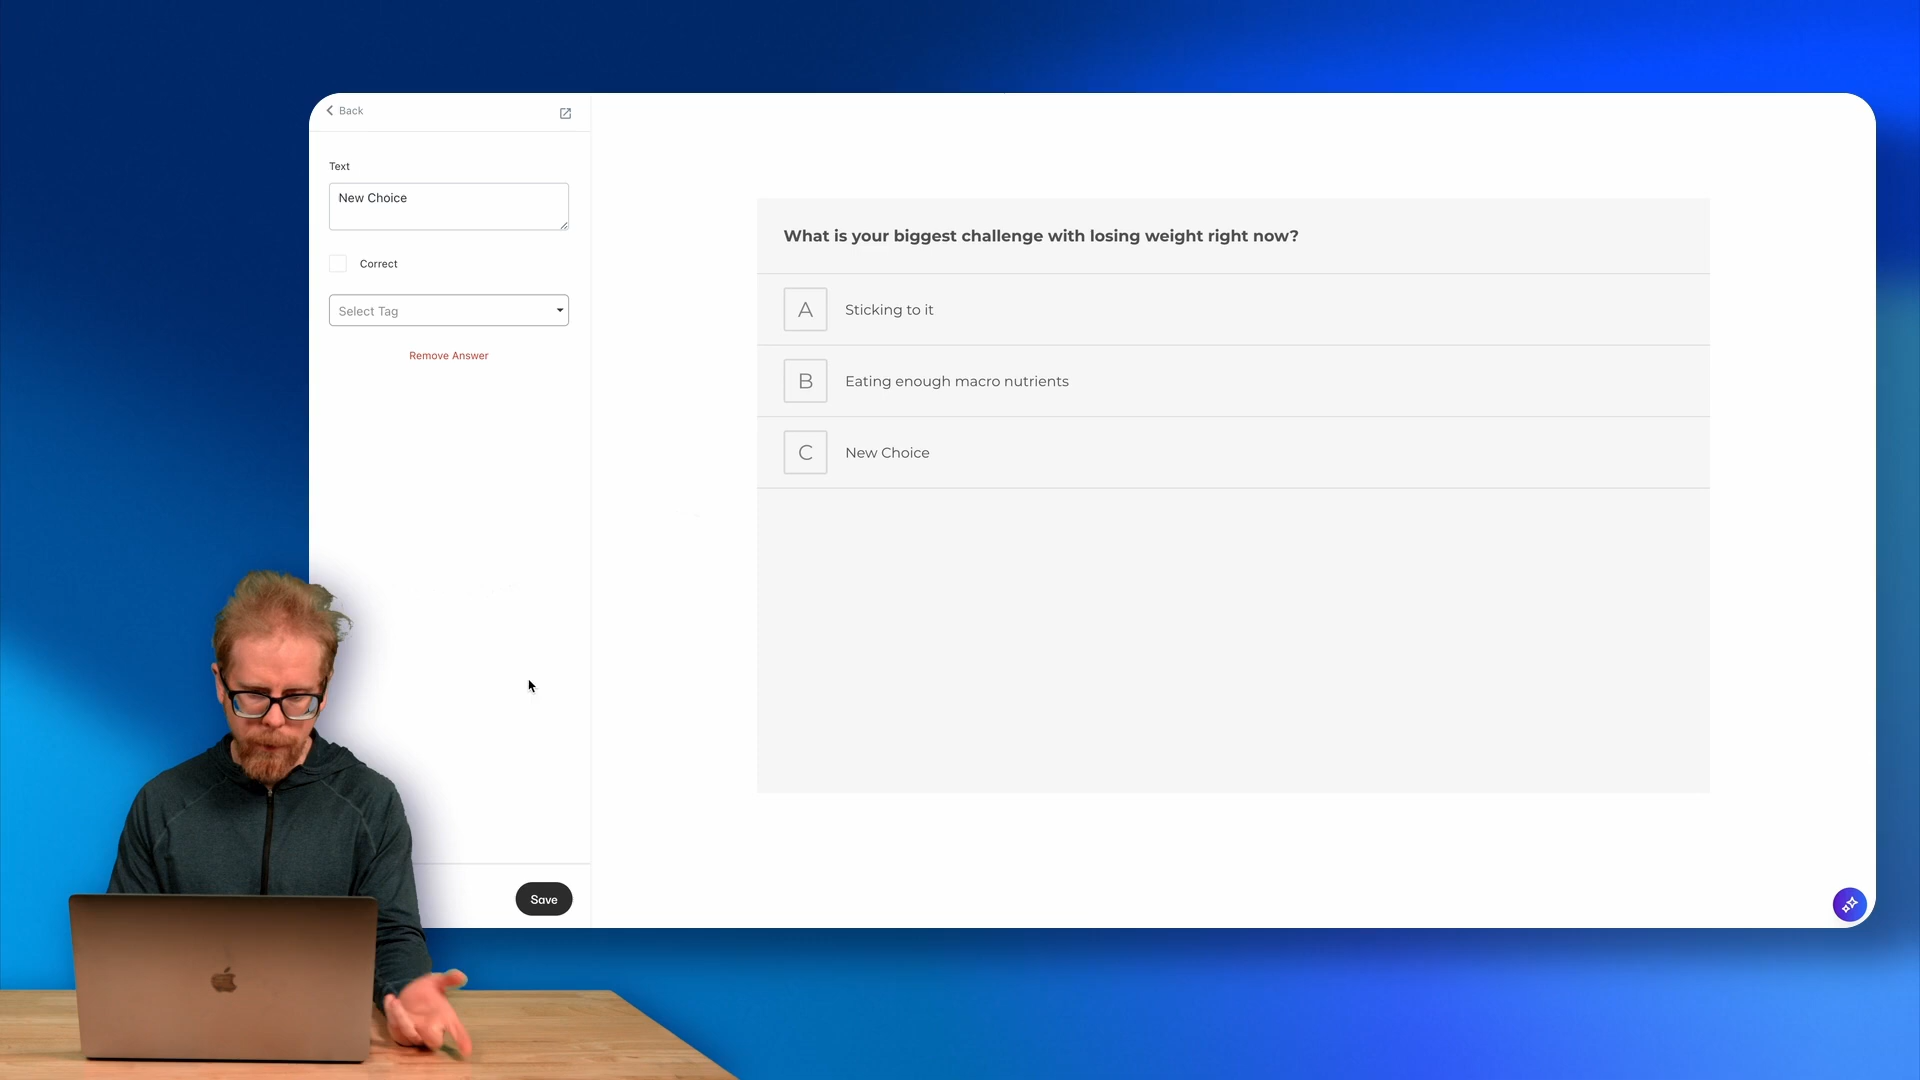 Back
Text
New Choice
Correct
Select Tag
Remove Answer
Save
What is your biggest challenge with losing weight right now?
A Sticking to it
B Eating enough macro nutrients
C New Choice